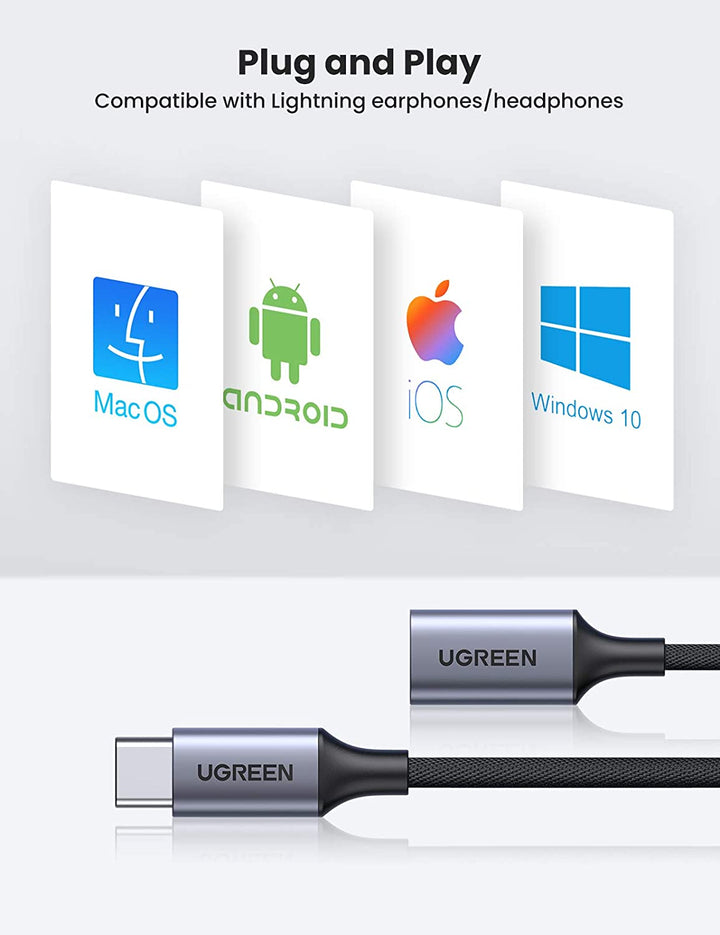 Plug and Play
Compatible with Lightning earphones/headphones
Mac OS
ANDROID
iOS
Windows 10
UGREEN
UGREEN